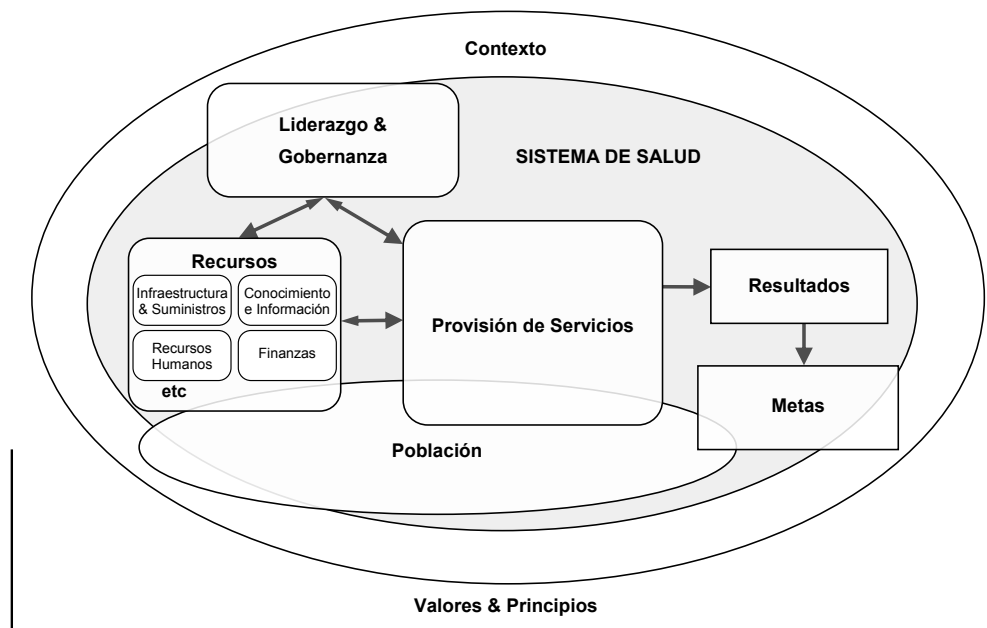 Contexto
Liderazgo &
Gobernanza
SISTEMA DE SALUD
Recursos
Infraestructura
& Suministros
Conocimiento
e Información
Recursos
Humanos
Finanzas
etc
Provisión de Servicios
Resultados
Metas
Población
Valores & Principios